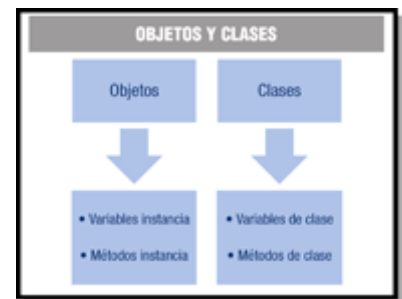 OBJETOS Y CLASES
Objetos
Clases
• Variables instancia
• Métodos instancia
• Variables de clase
• Métodos de clase